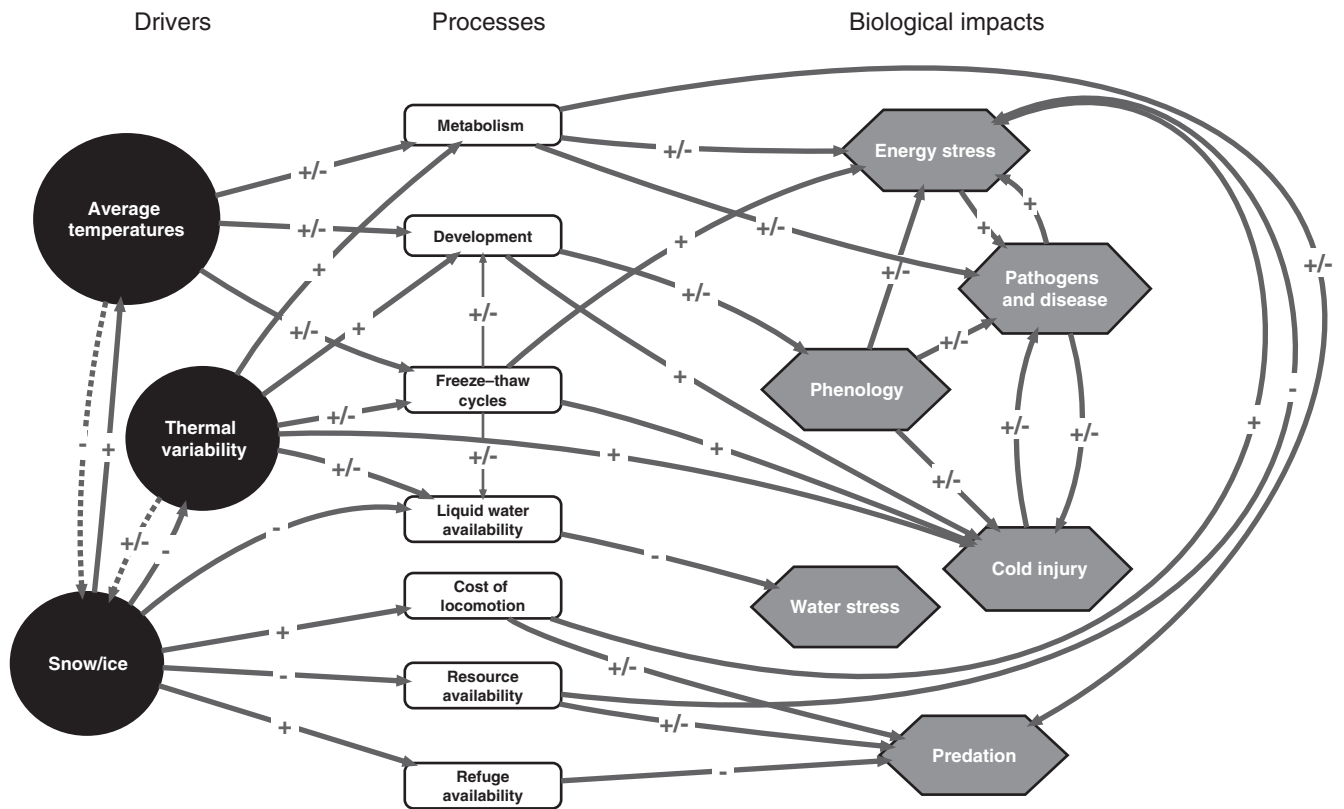 Drivers
Processes
Biological impacts
Metabolism
+/-
Energy stress
+/-
Average
temperatures
+/-
+
+
+/-
Development
+/-
+
+/-
Pathogens
and disease
+/-
+
+/-
+/-
+/-
+
+/-
Freeze–thaw
cycles
+
Phenology
-
-
+
Thermal
variability
+/-
+
+
+/-
+/-
+
+/-
+/-
+/-
Liquid water
availability
-
+/-
-
-
Cold injury
Cost of
locomotion
Water stress
+
Snow/ice
+/-
-
Resource
availability
+/-
+
Predation
-
Refuge
availability